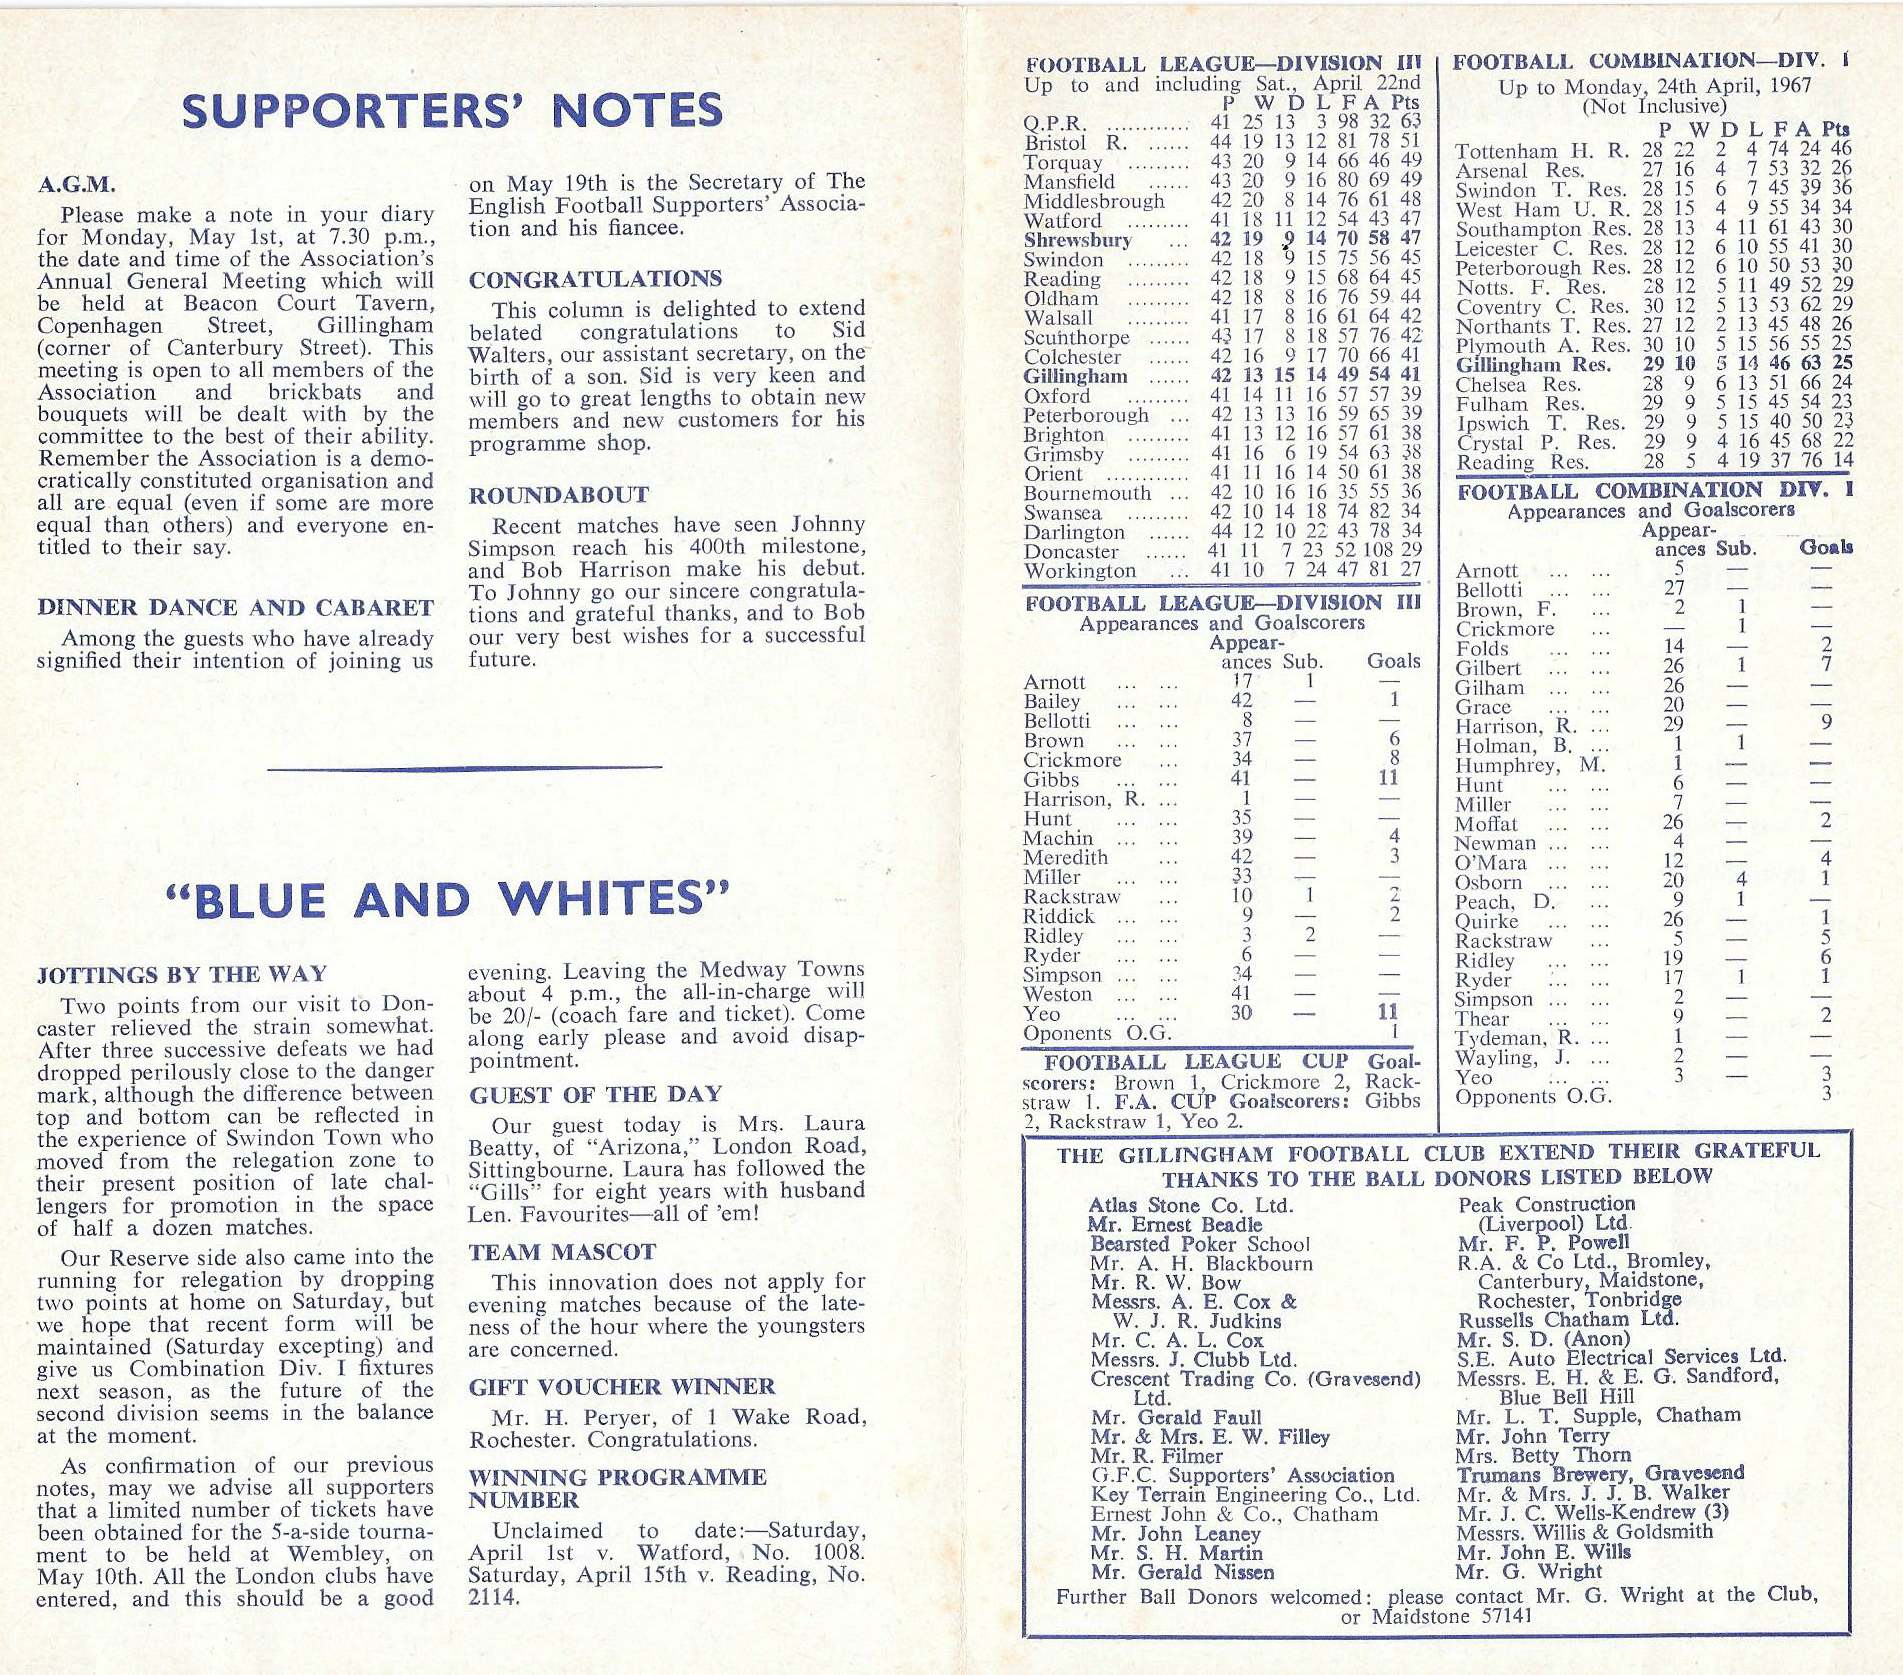 SUPPORTERS' NOTES
A.G.M.
Please make a note in your diary
for Monday, May 1st, at 7.30 p.m.,
the date and time of the Association's
Annual General Meeting which will
be held at Beacon Court Tavern,
Copenhagen Street, Gillingham
(corner of Canterbury Street). This
meeting is open to all members of the
Association and brickbats and
bouquets will be dealt with by the
committee to the best of their ability.
Remember the Association is a demo-
cratically constituted organisation and
all are equal (even if some are more
equal than others) and everyone en-
titled to their say.
DINNER DANCE AND CABARET
Among the guests who have already
signified their intention of joining us
on May 19th is the Secretary of The
English Football Supporters' Associa-
tion and his fiancee.
CONGRATULATIONS
This column is delighted to extend
belated congratulations to Sid
Walters, our assistant secretary, on the
birth of a son. Sid is very keen and
will go to great lengths to obtain new
members and new customers for his
programme shop.
ROUNDABOUT
Recent matches have seen Johnny
Simpson reach his 400th milestone,
and Bob Harrison make his debut.
To Johnny go our sincere congratula-
tions and grateful thanks, and to Bob
our very best wishes for a successful
future.
"BLUE AND WHITES"
JOTTINGS BY THE WAY
Two points from our visit to Don-
caster relieved the strain somewhat.
After three successive defeats we had
dropped perilously close to the danger
mark, although the difference between
top and bottom can be reflected in
the experience of Swindon Town who
moved from the relegation zone to
their present position of late chal-
lengers for promotion in the space
of half a dozen matches.
Our Reserve side also came into the
running for relegation by dropping
two points at home on Saturday, but
we hope that recent form will be
maintained (Saturday excepting) and
give us Combination Div. I fixtures
next season, as the future of the
second division seems in the balance
at the moment.
As confirmation of our previous
notes, may we advise all supporters
that a limited number of tickets have
been obtained for the 5-a-side tourna-
ment to be held at Wembley, on
May 10th. All the London clubs have
entered, and this should be a good
evening. Leaving the Medway Towns
about 4 p.m., the all-in-charge will
be 20/- (coach fare and ticket). Come
along early please and avoid disap-
pointment.
GUEST OF THE DAY
Our guest today is Mrs. Laura
Beatty, of "Arizona," London Road,
Sittingbourne. Laura has followed the
"Gills" for eight years with husband
Len. Favourites—all of 'em!
TEAM MASCOT
This innovation does not apply for
evening matches because of the late-
ness of the hour where the youngsters
are concerned.
GIFT VOUCHER WINNER
Mr. H. Peryer, of 1 Wake Road,
Rochester. Congratulations.
WINNING PROGRAMME
NUMBER
Unclaimed to date:—Saturday,
April 1st v. Watford, No. 1008.
Saturday, April 15th v. Reading, No.
2114.
FOOTBALL LEAGUE—DIVISION III
Up to and including Sat., April 22nd
P W D L F A Pts
Q.P.R. ............ 41 25 13 3 98 32 63
Bristol R. ...... 44 19 13 12 81 78 51
Torquay ......... 43 20 9 14 66 46 49
Mansfield ...... 43 20 9 16 80 69 49
Middlesbrough 42 20 8 14 76 61 48
Watford ......... 41 18 11 12 54 43 47
Shrewsbury ... 42 19 9 14 70 58 47
Swindon ......... 42 18 9 15 75 56 45
Reading ......... 42 18 9 15 68 64 45
Oldham ......... 42 18 8 16 76 59 44
Walsall ......... 41 17 8 16 61 64 42
Scunthorpe ...... 43 17 8 18 57 76 42
Colchester ...... 42 16 9 17 70 66 41
Gillingham ...... 42 13 15 14 49 54 41
Oxford ......... 41 14 11 16 57 57 39
Peterborough ... 42 13 13 16 59 65 39
Brighton ......... 41 13 12 16 57 61 38
Grimsby ......... 41 16 6 19 54 63 38
Orient ............ 41 11 16 14 50 61 38
Bournemouth ... 42 10 16 16 35 55 36
Swansea ......... 42 10 14 18 74 82 34
Darlington ...... 44 12 10 22 43 78 34
Doncaster ...... 41 11 7 23 52 108 29
Workington ... 41 10 7 24 47 81 27
FOOTBALL LEAGUE—DIVISION III
Appearances and Goalscorers
Appear-
ances Sub. Goals
Arnott ... ... 17 1 —
Bailey ... ... 42 — 1
Bellotti ... ... 8 — —
Brown ... ... 37 — 6
Crickmore ... 34 — 8
Gibbs ... ... 41 — 11
Harrison, R. ... 1 — —
Hunt ... ... 35 — —
Machin ... ... 39 — 4
Meredith ... 42 — 3
Miller ... ... 33 — —
Rackstraw ... 10 1 2
Riddick ... ... 9 — 2
Ridley ... ... 3 2 —
Ryder ... ... 6 — —
Simpson ... ... 34 — —
Weston ... ... 41 — —
Yeo ... ... 30 — 11
Oponents O.G. 1
FOOTBALL LEAGUE CUP Goal-
scorers: Brown 1, Crickmore 2, Rack-
straw 1. F.A. CUP Goalscorers: Gibbs
2, Rackstraw 1, Yeo 2.
FOOTBALL COMBINATION—DIV. I
Up to Monday, 24th April, 1967
(Not Inclusive)
P W D L F A Pts
Tottenham H. R. 28 22 2 4 74 24 46
Arsenal Res. 27 16 4 7 53 32 26
Swindon T. Res. 28 15 6 7 45 39 36
West Ham U. R. 28 15 4 9 55 34 34
Southampton Res. 28 13 4 11 61 43 30
Leicester C. Res. 28 12 6 10 55 41 30
Peterborough Res. 28 12 6 10 50 53 30
Notts. F. Res. 28 12 5 11 49 52 29
Coventry C. Res. 30 12 5 13 53 62 29
Northants T. Res. 27 12 2 13 45 48 26
Plymouth A. Res. 30 10 5 15 56 55 25
Gillingham Res. 29 10 5 14 46 63 25
Chelsea Res. 28 9 6 13 51 66 24
Fulham Res. 29 9 5 15 45 54 23
Ipswich T. Res. 29 9 5 15 40 50 23
Crystal P. Res. 29 9 4 16 45 68 22
Reading Res. 28 5 4 19 37 76 14
FOOTBALL COMBINATION DIV. I
Appearances and Goalscorers
Appear-
ances Sub. Goals
Arnott ... ... 5 — —
Bellotti ... ... 27 — —
Brown, F. ... 2 1 —
Crickmore ... — 1 —
Folds ... ... 14 — 2
Gilbert ... ... 26 1 7
Gilham ... ... 26 — —
Grace ... ... 20 — —
Harrison, R. ... 29 — 9
Holman, B. ... 1 1 —
Humphrey, M. 1 — —
Hunt ... ... 6 — —
Miller ... ... 7 — —
Moffat ... ... 26 — 2
Newman ... ... 4 — —
O'Mara ... ... 12 — 4
Osborn ... ... 20 4 1
Peach, D. ... 9 1 —
Quirke ... ... 26 — 1
Rackstraw ... 5 — 5
Ridley ... ... 19 — 6
Ryder ... ... 17 1 1
Simpson ... ... 2 — —
Thear ... ... 9 — 2
Tydeman, R. ... 1 — —
Wayling, J. ... 2 — —
Yeo ... ... 3 — 3
Opponents O.G. 3
THE GILLINGHAM FOOTBALL CLUB EXTEND THEIR GRATEFUL
THANKS TO THE BALL DONORS LISTED BELOW
Atlas Stone Co. Ltd.
Mr. Ernest Beadle
Bearsted Poker School
Mr. A. H. Blackbourn
Mr. R. W. Bow
Messrs. A. E. Cox &
W. J. R. Judkins
Mr. C. A. L. Cox
Messrs. J. Clubb Ltd.
Crescent Trading Co. (Gravesend)
Ltd.
Mr. Gerald Faull
Mr. & Mrs. E. W. Filley
Mr. R. Filmer
G.F.C. Supporters' Association
Key Terrain Engineering Co., Ltd.
Ernest John & Co., Chatham
Mr. John Leaney
Mr. S. H. Martin
Mr. Gerald Nissen
Peak Construction
(Liverpool) Ltd.
Mr. F. P. Powell
R.A. & Co Ltd., Bromley,
Canterbury, Maidstone,
Rochester, Tonbridge
Russells Chatham Ltd.
Mr. S. D. (Anon)
S.E. Auto Electrical Services Ltd.
Messrs. E. H. & E. G. Sandford,
Blue Bell Hill
Mr. L. T. Supple, Chatham
Mr. John Terry
Mrs. Betty Thorn
Trumans Brewery, Gravesend
Mr. & Mrs. J. J. B. Walker
Mr. J. C. Wells-Kendrew (3)
Messrs. Willis & Goldsmith
Mr. John E. Wills
Mr. G. Wright
Further Ball Donors welcomed: please contact Mr. G. Wright at the Club,
or Maidstone 57141